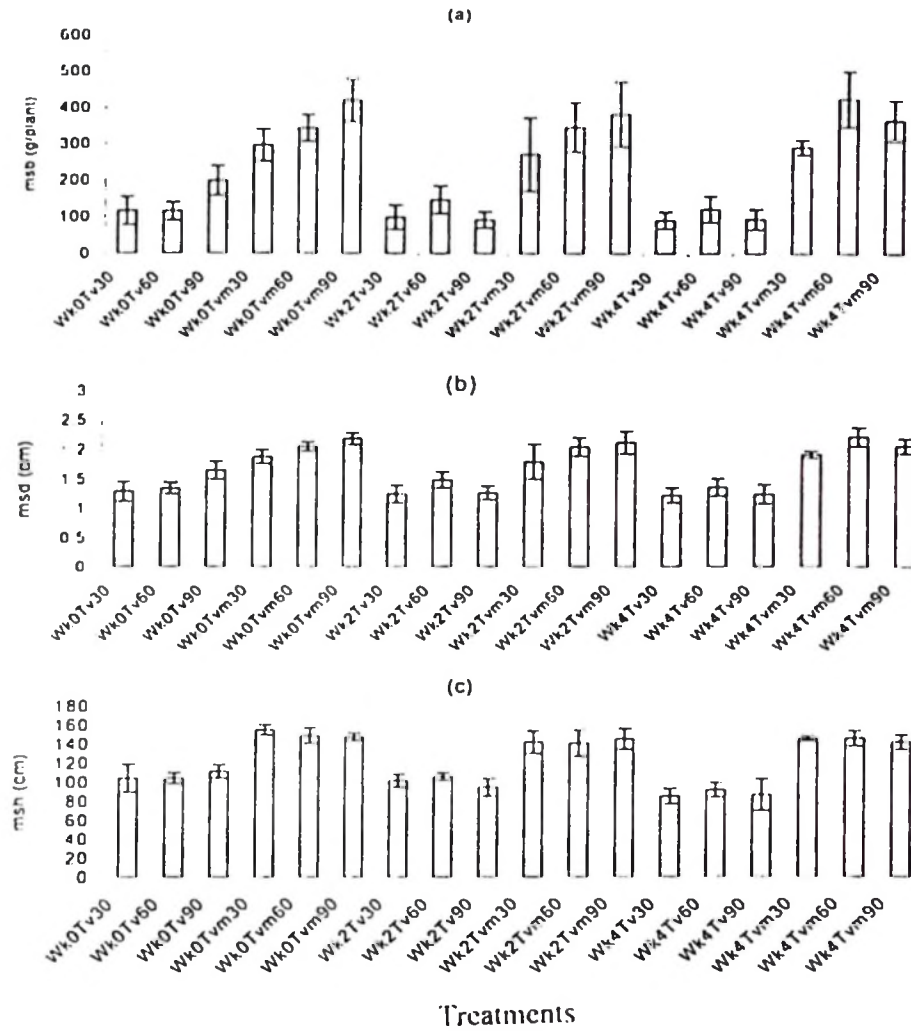 (a)
600
500
400
300
200
100
0
msb (g/plant)
Wk0Tv30
Wk0Tv60
Wk0Tv90
Wk0Tvm30
Wk0Tvm60
Wk0Tvm90
Wk2Tv30
Wk2Tv60
Wk2Tv90
Wk2Tvm30
Wk2Tvm60
Wk2Tvm90
Wk4Tv30
Wk4Tv60
Wk4Tv90
Wk4Tvm30
Wk4Tvm60
Wk4Tvm90
(b)
3
2 5
2
1 5
1
0 5
0
msd (cm)
Wk0Tv30
Wk0Tv60
Wk0Tv90
Wk0Tvm30
Wk0Tvm60
Wk0Tvm90
Wk2Tv30
Wk2Tv60
Wk2Tv90
Wk2Tvm30
Wk2Tvm60
Wk2Tvm90
Wk4Tv30
Wk4Tv60
Wk4Tv90
Wk4Tvm30
Wk4Tvm60
Wk4Tvm90
(c)
180
160
140
120
100
80
60
40
20
0
msh (cm)
Wk0Tv30
Wk0Tv60
Wk0Tv90
Wk0Tvm30
Wk0Tvm60
Wk0Tvm90
Wk2Tv30
Wk2Tv60
Wk2Tv90
Wk2Tvm30
Wk2Tvm60
Wk2Tvm90
Wk4Tv30
Wk4Tv60
Wk4Tv90
Wk4Tvm30
Wk4Tvm60
Wk4Tvm90
Treatments